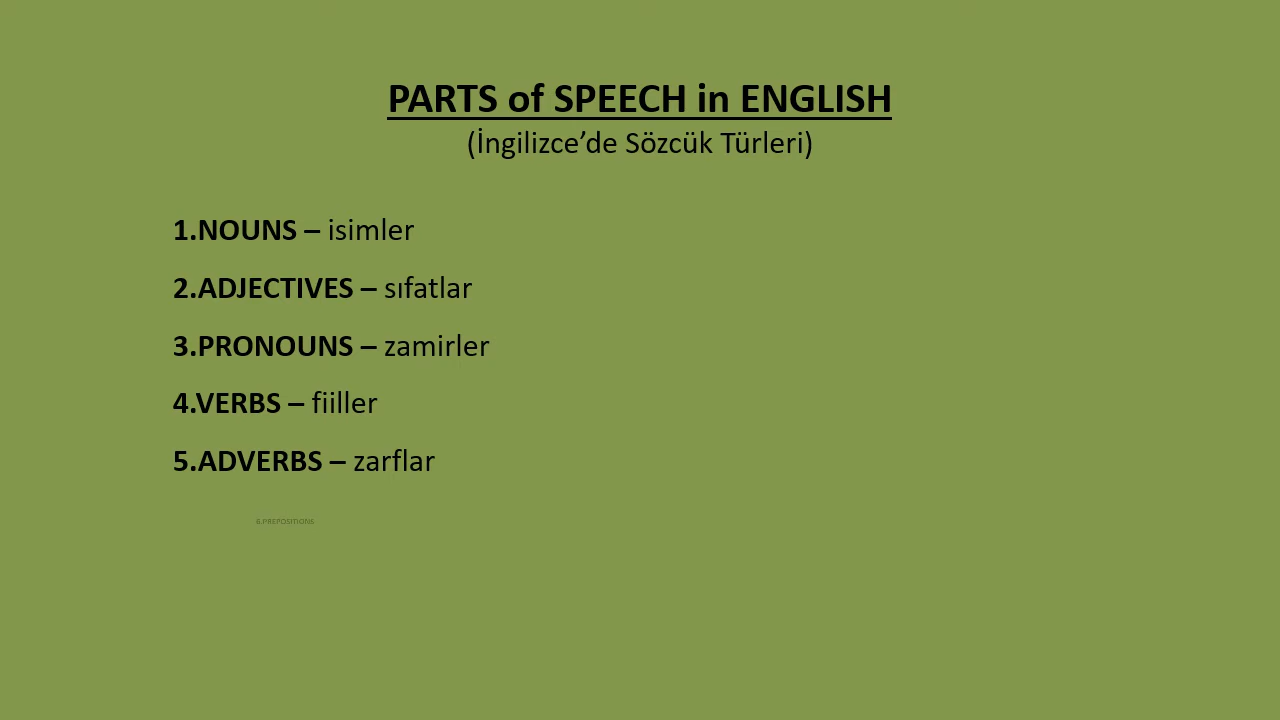 PARTS of SPEECH in ENGLISH
(İngilizce’de Sözcük Türleri)
1.NOUNS – isimler
2.ADJECTIVES – sıfatlar
3.PRONOUNS – zamirler
4.VERBS – fiiller
5.ADVERBS – zarflar
6.PREPOSITIONS